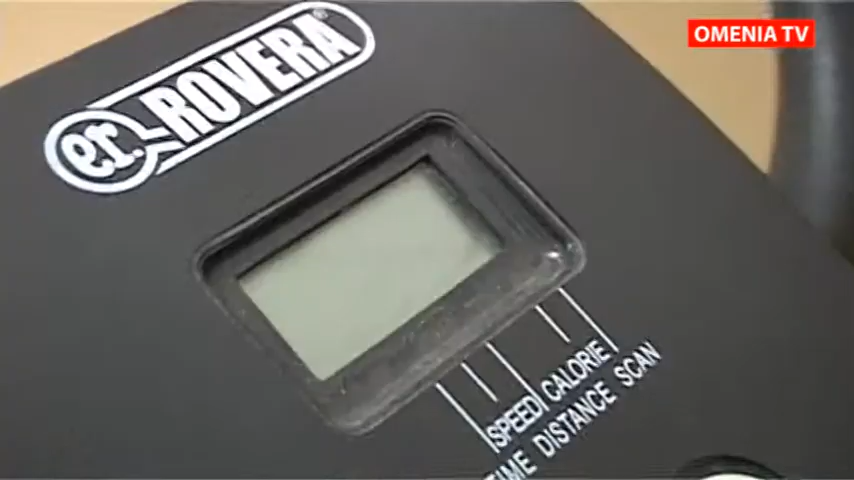 OMENIA TV
er. ROVERA®
SPEED CALORIE
TIME DISTANCE SCAN